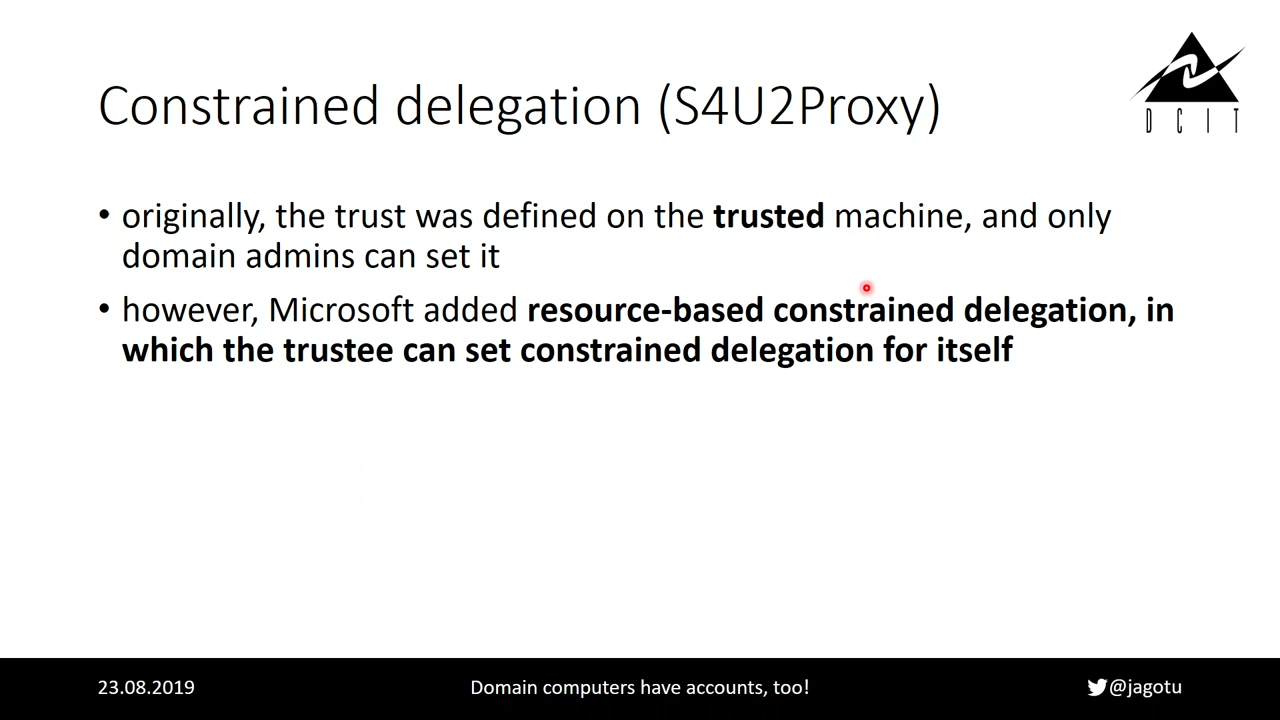 Constrained delegation (S4U2Proxy)
DCIT
• originally, the trust was defined on the trusted machine, and only
domain admins can set it
• however, Microsoft added resource-based constrained delegation, in
which the trustee can set constrained delegation for itself
23.08.2019
Domain computers have accounts, too!
@jagotu